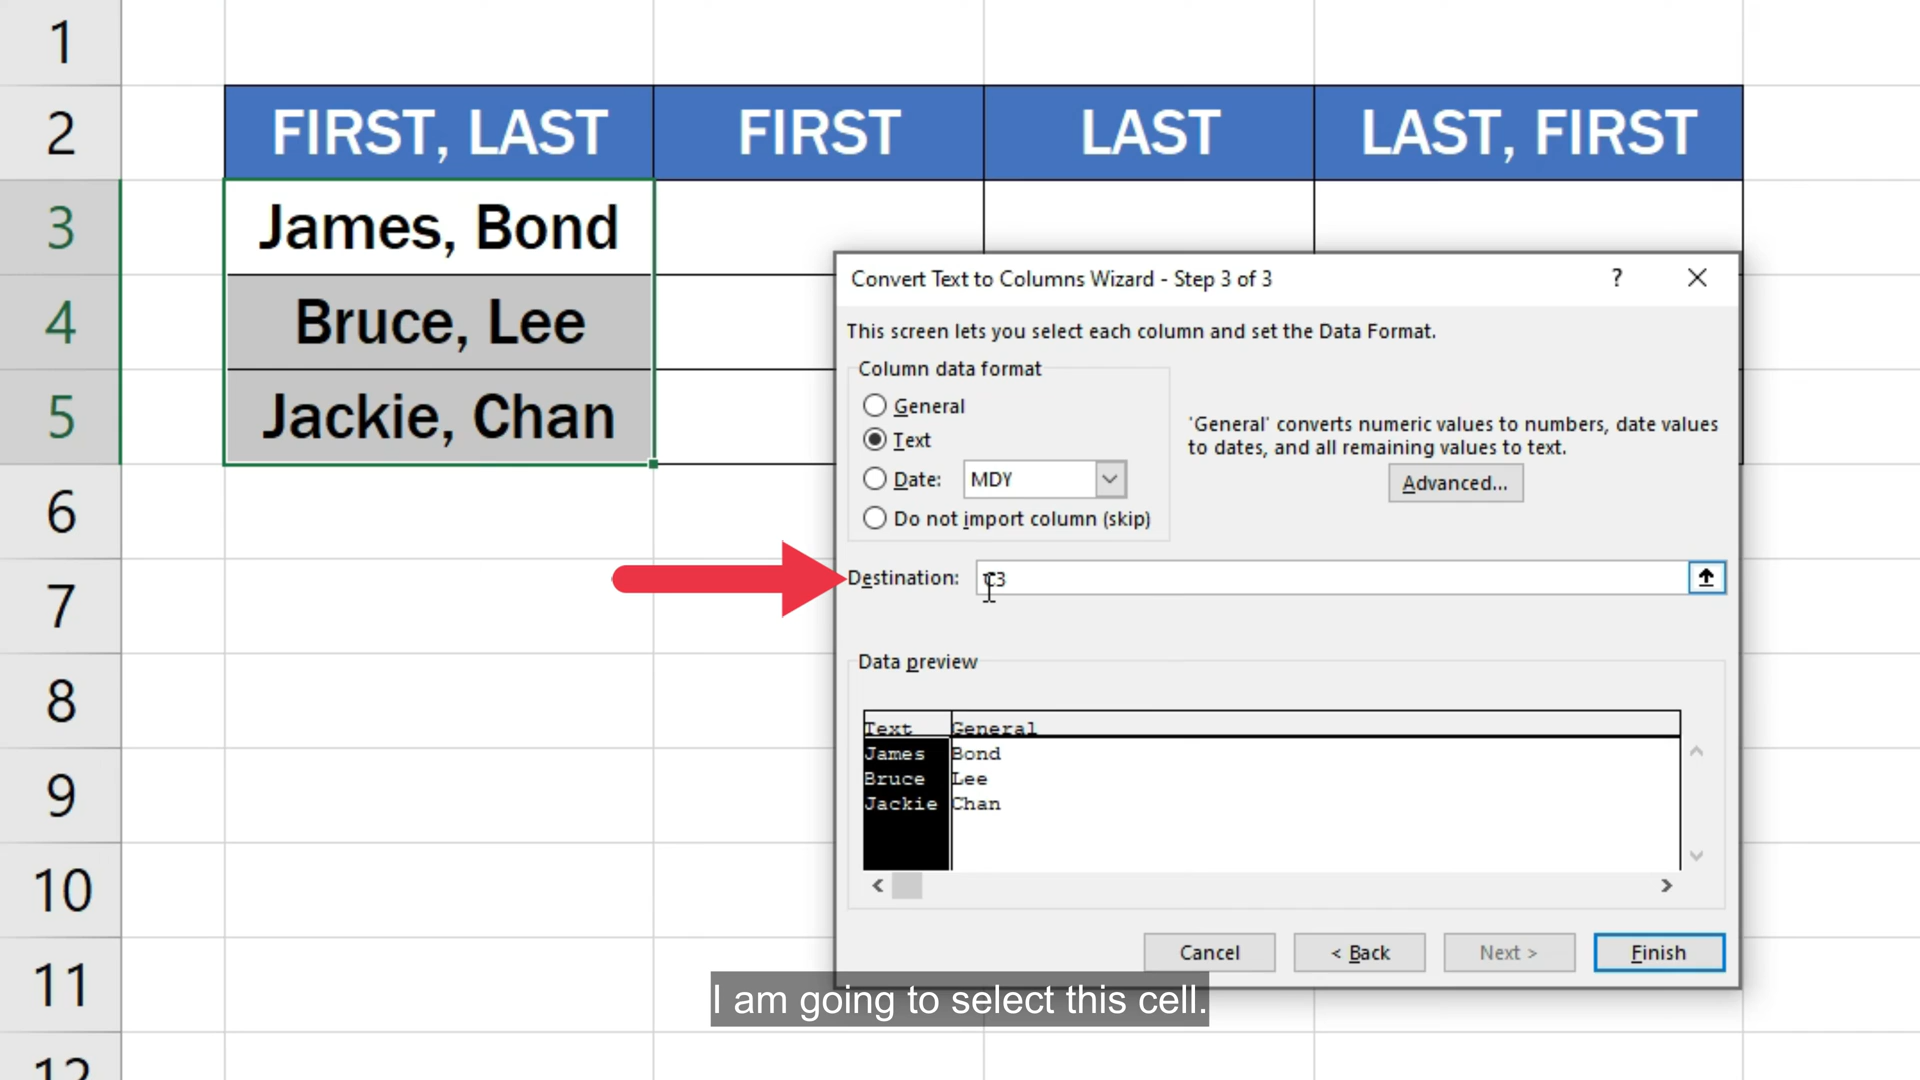 1
2
FIRST, LAST
FIRST
LAST
LAST, FIRST
3
James, Bond
4
Bruce, Lee
5
Jackie, Chan
6
7
8
9
10
11
12
Convert Text to Columns Wizard - Step 3 of 3
?
This screen lets you select each column and set the Data Format.
Column data format
General
Text
Date:
MDY
Do not import column (skip)
'General' converts numeric values to numbers, date values
to dates, and all remaining values to text.
Advanced...
Destination:
C3
Data preview
Text General
James Bond
Bruce Lee
Jackie Chan
Cancel
< Back
Next >
Finish
I am going to select this cell.